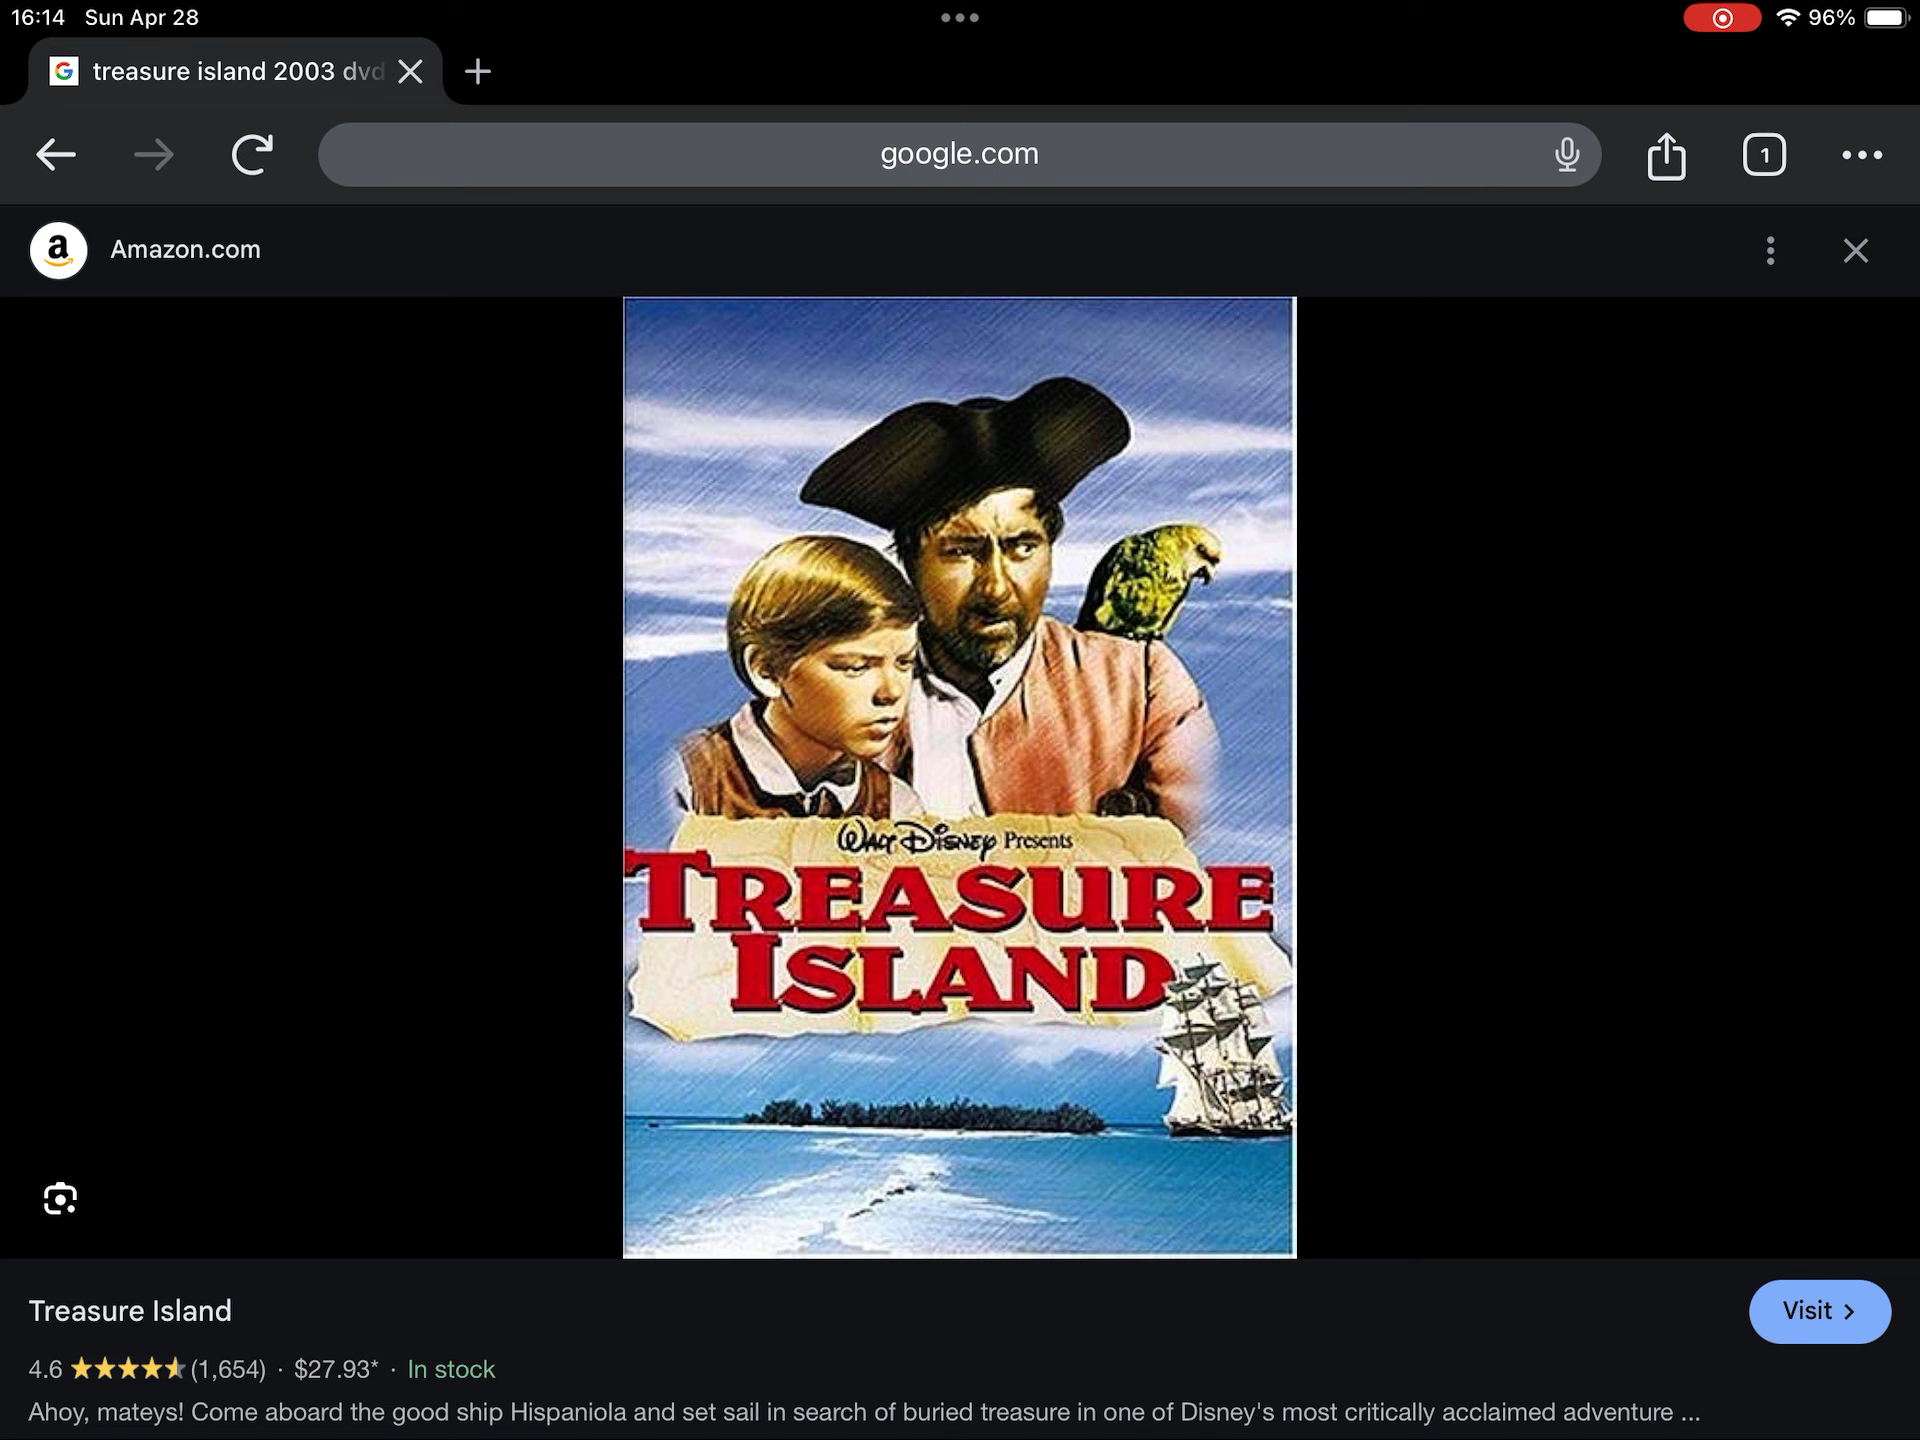 16:14 Sun Apr 28
96%
treasure island 2003 dvd
google.com
1
a Amazon.com
Walt Disney Presents
TREASURE
ISLAND
Treasure Island
Visit
4.6 (1,654) · $27.93* · In stock
Ahoy, mateys! Come aboard the good ship Hispaniola and set sail in search of buried treasure in one of Disney's most critically acclaimed adventure ...